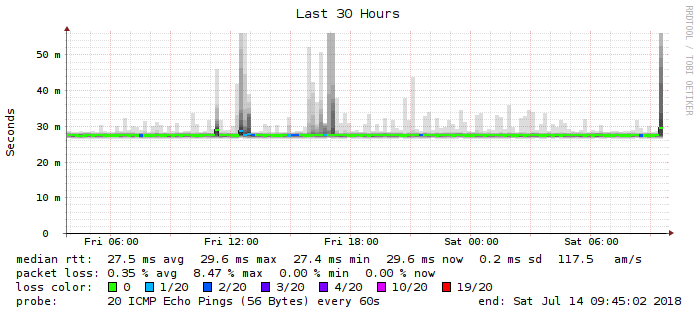 Last 30 Hours
RRDTOOL / TOBI OETIKER
Seconds
50 m
40 m
30 m
20 m
10 m
0
Fri 06:00 Fri 12:00 Fri 18:00 Sat 00:00 Sat 06:00
median rtt: 27.5 ms avg 29.6 ms max 27.4 ms min 29.6 ms now 0.2 ms sd 117.5 am/s
packet loss: 0.35 % avg 8.47 % max 0.00 % min 0.00 % now
loss color: 0 1/20 2/20 3/20 4/20 10/20 19/20
probe: 20 ICMP Echo Pings (56 Bytes) every 60s end: Sat Jul 14 09:45:02 2018